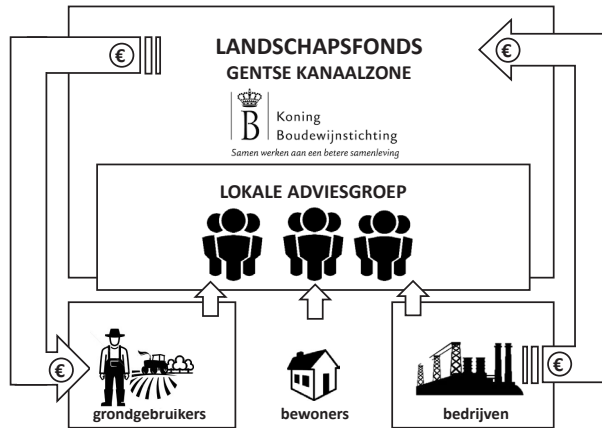 LANDSCHAPSFONDS
GENTSE KANAALZONE
€
€
B
Koning
Boudewijnstichting
Samen werken aan een betere samenleving
LOKALE ADVIESGROEP
€
€
grondgebruikers
bewoners
bedrijven